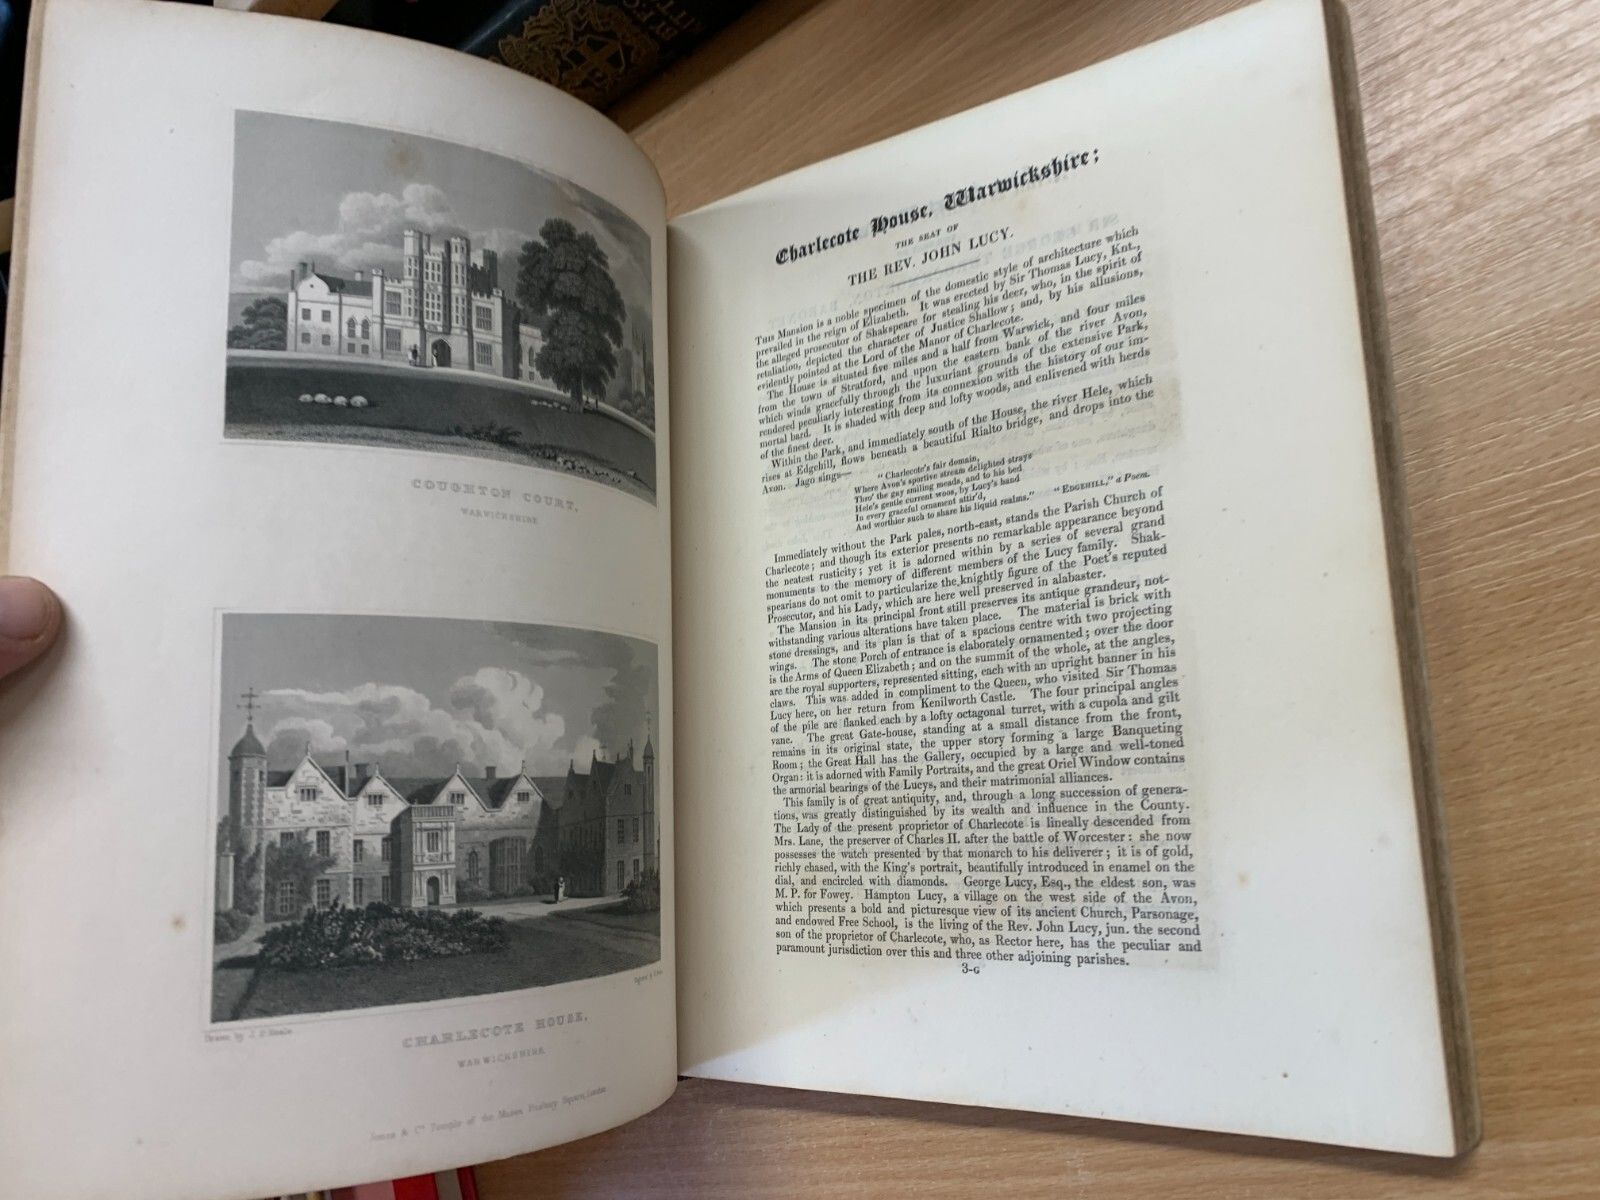 COUGHTON COURT,
WARWICKSHIRE
Drawn by J. P. Neale
CHARLECOTE HOUSE,
WARWICKSHIRE.
Jones & Co. Temple of the Muses, Finsbury Square, London
Charlecote House, Warwickshire;
THE SEAT OF
THE REV. JOHN LUCY.
This Mansion is a noble specimen of the domestic style of architecture which
prevailed in the reign of Elizabeth. It was erected by Sir Thomas Lucy, Knt.,
the alleged prosecutor of Shakspeare for stealing his deer, who, in the spirit of
retaliation, depicted the character of Justice Shallow; and, by his allusions,
evidently pointed at the Lord of the Manor of Charlecote.
The House is situated five miles and a half from Warwick, and four miles
from the town of Stratford, and upon the eastern bank of the river Avon,
which winds gracefully through the luxuriant grounds of the extensive Park,
rendered peculiarly interesting from its connexion with the history of our im-
mortal bard. It is shaded with deep and lofty woods, and enlivened with herds
of the finest deer.
Within the Park, and immediately south of the House, the river Hele, which
rises at Edgehill, flows beneath a beautiful Rialto bridge, and drops into the
Avon. Jago sings—
"Charlecote's fair domain,
Where Avon's sportive stream delighted strays
Thro' the gay smiling meads, and to his bed
Hele's gentle current woos, by Lucy's hand
In every graceful ornament attir'd,
And worthier such to share his liquid realms." "EDGEHILL," a Poem.
Immediately without the Park pales, north-east, stands the Parish Church of
Charlecote; and though its exterior presents no remarkable appearance beyond
the neatest rusticity; yet it is adorned within by a series of several grand
monuments to the memory of different members of the Lucy family. Shak-
spearians do not omit to particularize the knightly figure of the Poet's reputed
Prosecutor, and his Lady, which are here well preserved in alabaster.
The Mansion in its principal front still preserves its antique grandeur, not-
withstanding various alterations have taken place. The material is brick with
stone dressings, and its plan is that of a spacious centre with two projecting
wings. The stone Porch of entrance is elaborately ornamented; over the door
is the Arms of Queen Elizabeth; and on the summit of the whole, at the angles,
are the royal supporters, represented sitting, each with an upright banner in his
claws. This was added in compliment to the Queen, who visited Sir Thomas
Lucy here, on her return from Kenilworth Castle. The four principal angles
of the pile are flanked each by a lofty octagonal turret, with a cupola and gilt
vane. The great Gate-house, standing at a small distance from the front,
remains in its original state, the upper story forming a large Banqueting
Room; the Great Hall has the Gallery, occupied by a large and well-toned
Organ: it is adorned with Family Portraits, and the great Oriel Window contains
the armorial bearings of the Lucys, and their matrimonial alliances.
This family is of great antiquity, and, through a long succession of genera-
tions, was greatly distinguished by its wealth and influence in the County.
The Lady of the present proprietor of Charlecote is lineally descended from
Mrs. Lane, the preserver of Charles II. after the battle of Worcester: she now
possesses the watch presented by that monarch to his deliverer; it is of gold,
richly chased, with the King's portrait, beautifully introduced in enamel on the
dial, and encircled with diamonds. George Lucy, Esq., the eldest son, was
M. P. for Fowey. Hampton Lucy, a village on the west side of the Avon,
which presents a bold and picturesque view of its ancient Church, Parsonage,
and endowed Free School, is the living of the Rev. John Lucy, jun. the second
son of the proprietor of Charlecote, who, as Rector here, has the peculiar and
paramount jurisdiction over this and three other adjoining parishes.
3-G